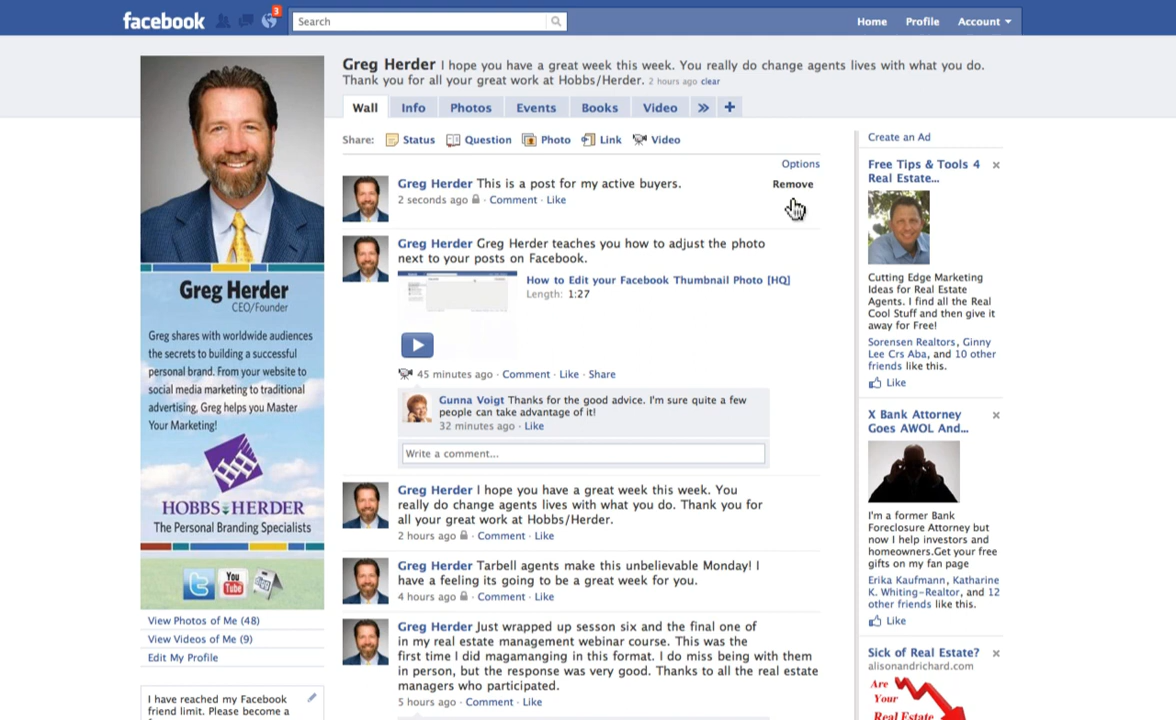 facebook
3
Search
Home Profile Account
Greg Herder I hope you have a great week this week. You really do change agents lives with what you do.
Thank you for all your great work at Hobbs/Herder. 2 hours ago clear
Wall Info Photos Events Books Video » +
Share: Status Question Photo Link Video
Options
Greg Herder This is a post for my active buyers.
Remove
2 seconds ago · Comment · Like
Greg Herder Greg Herder teaches you how to adjust the photo
next to your posts on Facebook.
How to Edit your Facebook Thumbnail Photo [HQ]
Length: 1:27
45 minutes ago · Comment · Like · Share
Gunna Voigt Thanks for the good advice. I'm sure quite a few
people can take advantage of it!
32 minutes ago · Like
Write a comment...
Greg Herder I hope you have a great week this week. You
really do change agents lives with what you do. Thank you for
all your great work at Hobbs/Herder.
2 hours ago · Comment · Like
Greg Herder Tarbell agents make this unbelievable Monday! I
have a feeling its going to be a great week for you.
4 hours ago · Comment · Like
Greg Herder Just wrapped up sesson six and the final one of
in my real estate management webinar course. This was the
first time I did magamanging in this format. I do miss being with them
in person, but the response was very good. Thanks to all the real estate
managers who participated.
5 hours ago · Comment · Like
Greg Herder
CEO/Founder
Greg shares with worldwide audiences
the secrets to building a successful
personal brand. From your website to
social media marketing to traditional
advertising, Greg helps you Master
Your Marketing!
HH
HOBBS HERDER
The Personal Branding Specialists
t
You
Tube
digg
View Photos of Me (48)
View Videos of Me (9)
Edit My Profile
I have reached my Facebook
friend limit. Please become a
Create an Ad
Free Tips & Tools 4
Real Estate...
Cutting Edge Marketing
Ideas for Real Estate
Agents. I find all the Real
Cool Stuff and then give it
away for Free!
Sorensen Realtors, Ginny
Lee Crs Aba, and 10 other
friends like this.
Like
X Bank Attorney
Goes AWOL And...
I'm a former Bank
Foreclosure Attorney but
now I help investors and
homeowners.Get your free
gifts on my fan page
Erika Kaufmann, Katharine
K. Whiting-Realtor, and 12
other friends like this.
Like
Sick of Real Estate?
alisonandrichard.com
Are
Your
Real Estate